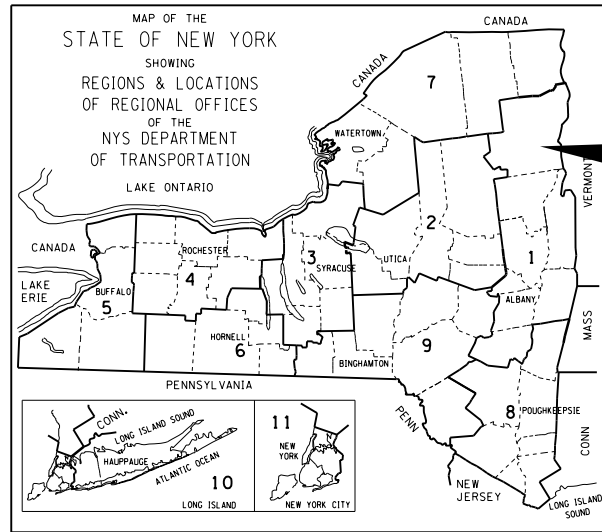 MAP OF THE
STATE OF NEW YORK
SHOWING
REGIONS & LOCATIONS
OF REGIONAL OFFICES
OF THE
NYS DEPARTMENT
OF TRANSPORTATION
CANADA
CANADA
7
WATERTOWN
VERMONT
LAKE ONTARIO
2
CANADA
ROCHESTER
3
SYRACUSE
UTICA
1
4
LAKE
ERIE
BUFFALO
5
ALBANY
MASS
HORNELL
6
BINGHAMTON
9
PENNSYLVANIA
8
POUGHKEEPSIE
PENN
CONN
NEW
JERSEY
LONG ISLAND
SOUND
CONN.
LONG ISLAND SOUND
HAUPPAUGE
ATLANTIC OCEAN
10
LONG ISLAND
11
NEW
YORK
NEW YORK CITY